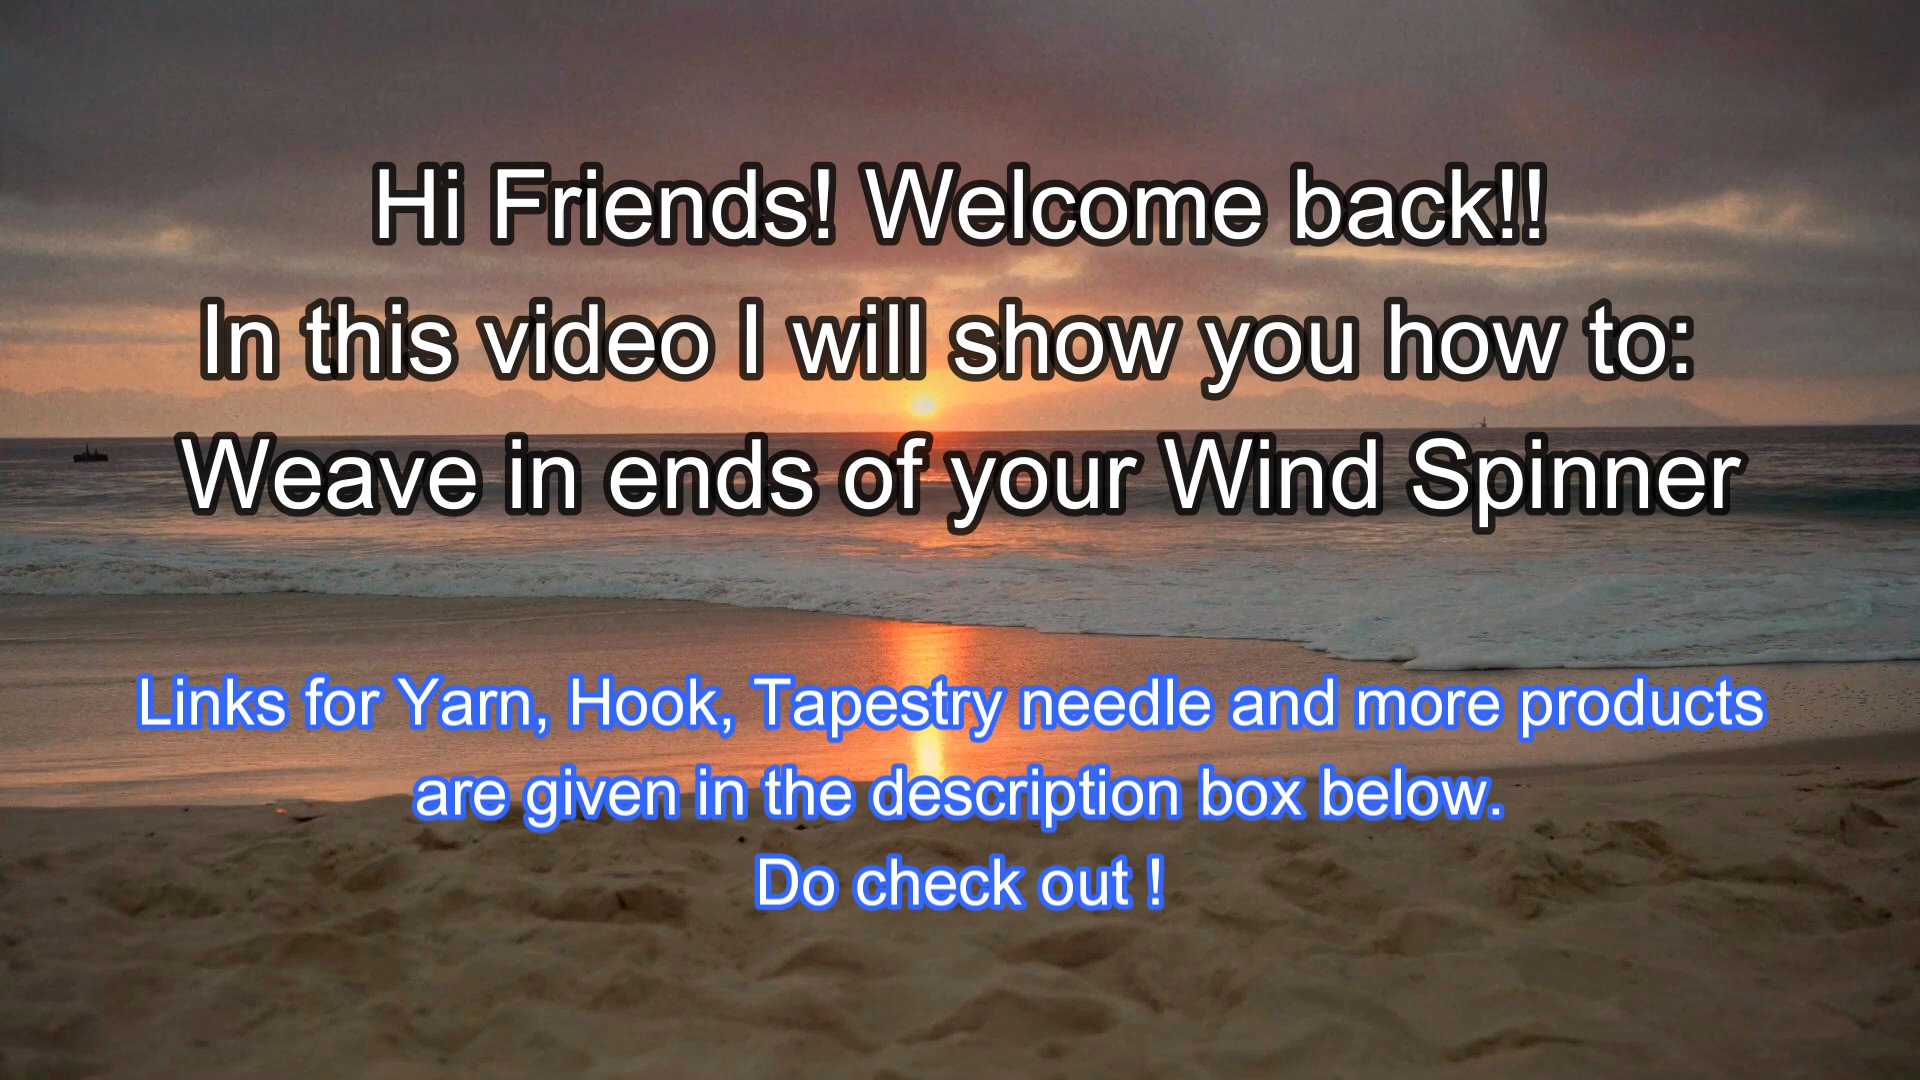 Hi Friends! Welcome back!!
In this video I will show you how to:
Weave in ends of your Wind Spinner
Links for Yarn, Hook, Tapestry needle and more products
are given in the description box below.
Do check out !